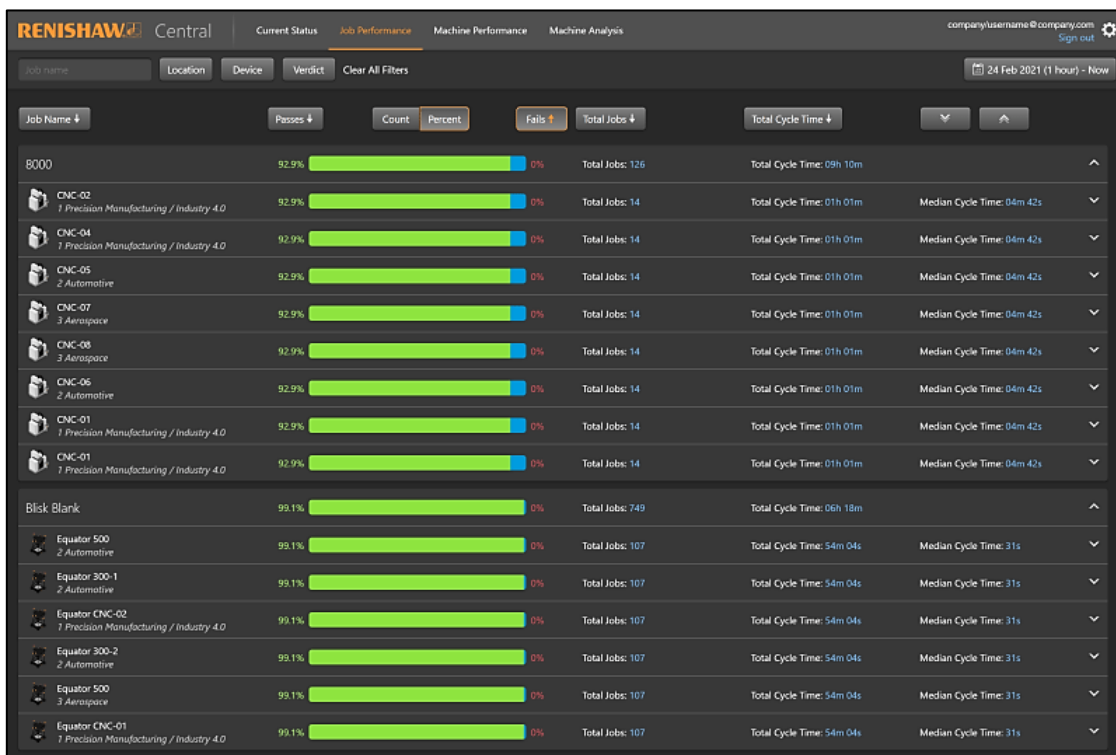 RENISHAW Central Current Status Job Performance Machine Performance Machine Analysis company/username@company.com
Sign out
Job name Location Device Verdict Clear All Filters 24 Feb 2021 (1 hour) - Now
Job Name Passes Count Percent Fails Total Jobs Total Cycle Time
8000 92.9% 0% Total Jobs: 126 Total Cycle Time: 09h 10m
CNC-02
1 Precision Manufacturing / Industry 4.0 92.9% 0% Total Jobs: 14 Total Cycle Time: 01h 01m Median Cycle Time: 04m 42s
CNC-04
1 Precision Manufacturing / Industry 4.0 92.9% 0% Total Jobs: 14 Total Cycle Time: 01h 01m Median Cycle Time: 04m 42s
CNC-05
2 Automotive 92.9% 0% Total Jobs: 14 Total Cycle Time: 01h 01m Median Cycle Time: 04m 42s
CNC-07
3 Aerospace 92.9% 0% Total Jobs: 14 Total Cycle Time: 01h 01m Median Cycle Time: 04m 42s
CNC-08
3 Aerospace 92.9% 0% Total Jobs: 14 Total Cycle Time: 01h 01m Median Cycle Time: 04m 42s
CNC-06
2 Automotive 92.9% 0% Total Jobs: 14 Total Cycle Time: 01h 01m Median Cycle Time: 04m 42s
CNC-01
1 Precision Manufacturing / Industry 4.0 92.9% 0% Total Jobs: 14 Total Cycle Time: 01h 01m Median Cycle Time: 04m 42s
CNC-01
1 Precision Manufacturing / Industry 4.0 92.9% 0% Total Jobs: 14 Total Cycle Time: 01h 01m Median Cycle Time: 04m 42s
Blisk Blank 99.1% 0% Total Jobs: 749 Total Cycle Time: 06h 18m
Equator 500
2 Automotive 99.1% 0% Total Jobs: 107 Total Cycle Time: 54m 04s Median Cycle Time: 31s
Equator 300-1
2 Automotive 99.1% 0% Total Jobs: 107 Total Cycle Time: 54m 04s Median Cycle Time: 31s
Equator CNC-02
1 Precision Manufacturing / Industry 4.0 99.1% 0% Total Jobs: 107 Total Cycle Time: 54m 04s Median Cycle Time: 31s
Equator 300-2
2 Automotive 99.1% 0% Total Jobs: 107 Total Cycle Time: 54m 04s Median Cycle Time: 31s
Equator 500
3 Aerospace 99.1% 0% Total Jobs: 107 Total Cycle Time: 54m 04s Median Cycle Time: 31s
Equator CNC-01
1 Precision Manufacturing / Industry 4.0 99.1% 0% Total Jobs: 107 Total Cycle Time: 54m 04s Median Cycle Time: 31s